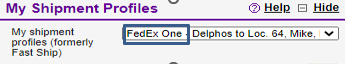 My Shipment Profiles ? Help Hide
My shipment profiles (formerly Fast Ship)
FedEx One - Delphos to Loc. 64, Mike,